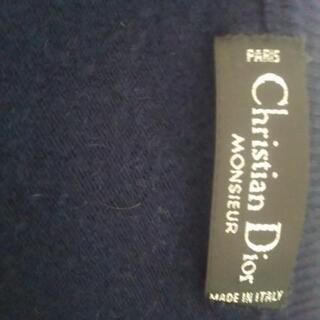 PARIS
Christian Dior
MONSIEUR
MADE IN ITALY